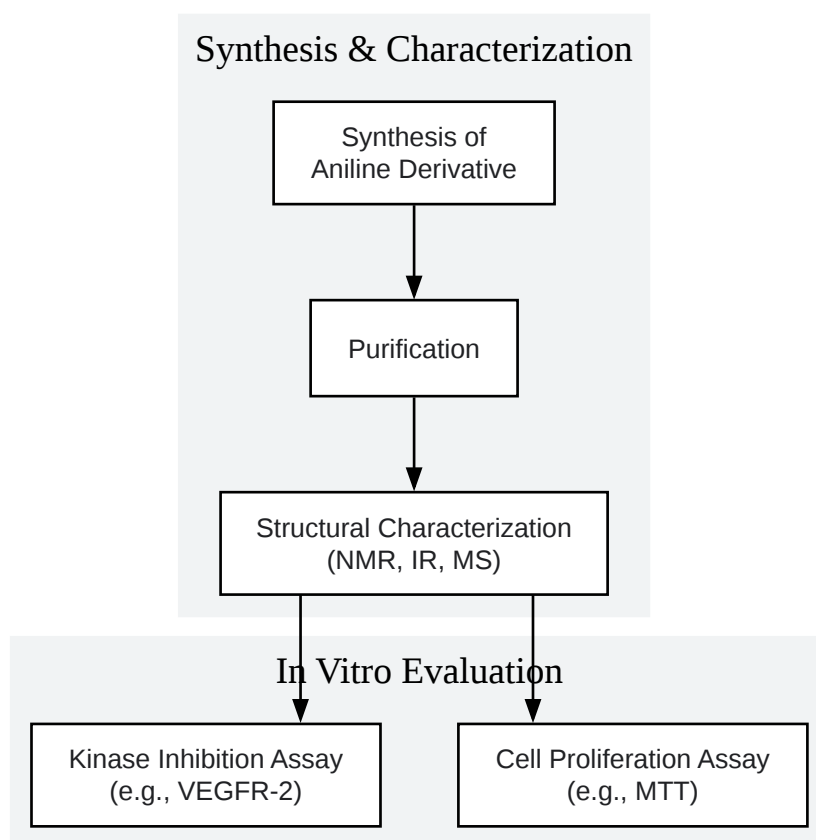 Synthesis & Characterization
Synthesis of
Aniline Derivative
Purification
Structural Characterization
(NMR, IR, MS)
In Vitro Evaluation
Kinase Inhibition Assay
(e.g., VEGFR-2)
Cell Proliferation Assay
(e.g., MTT)